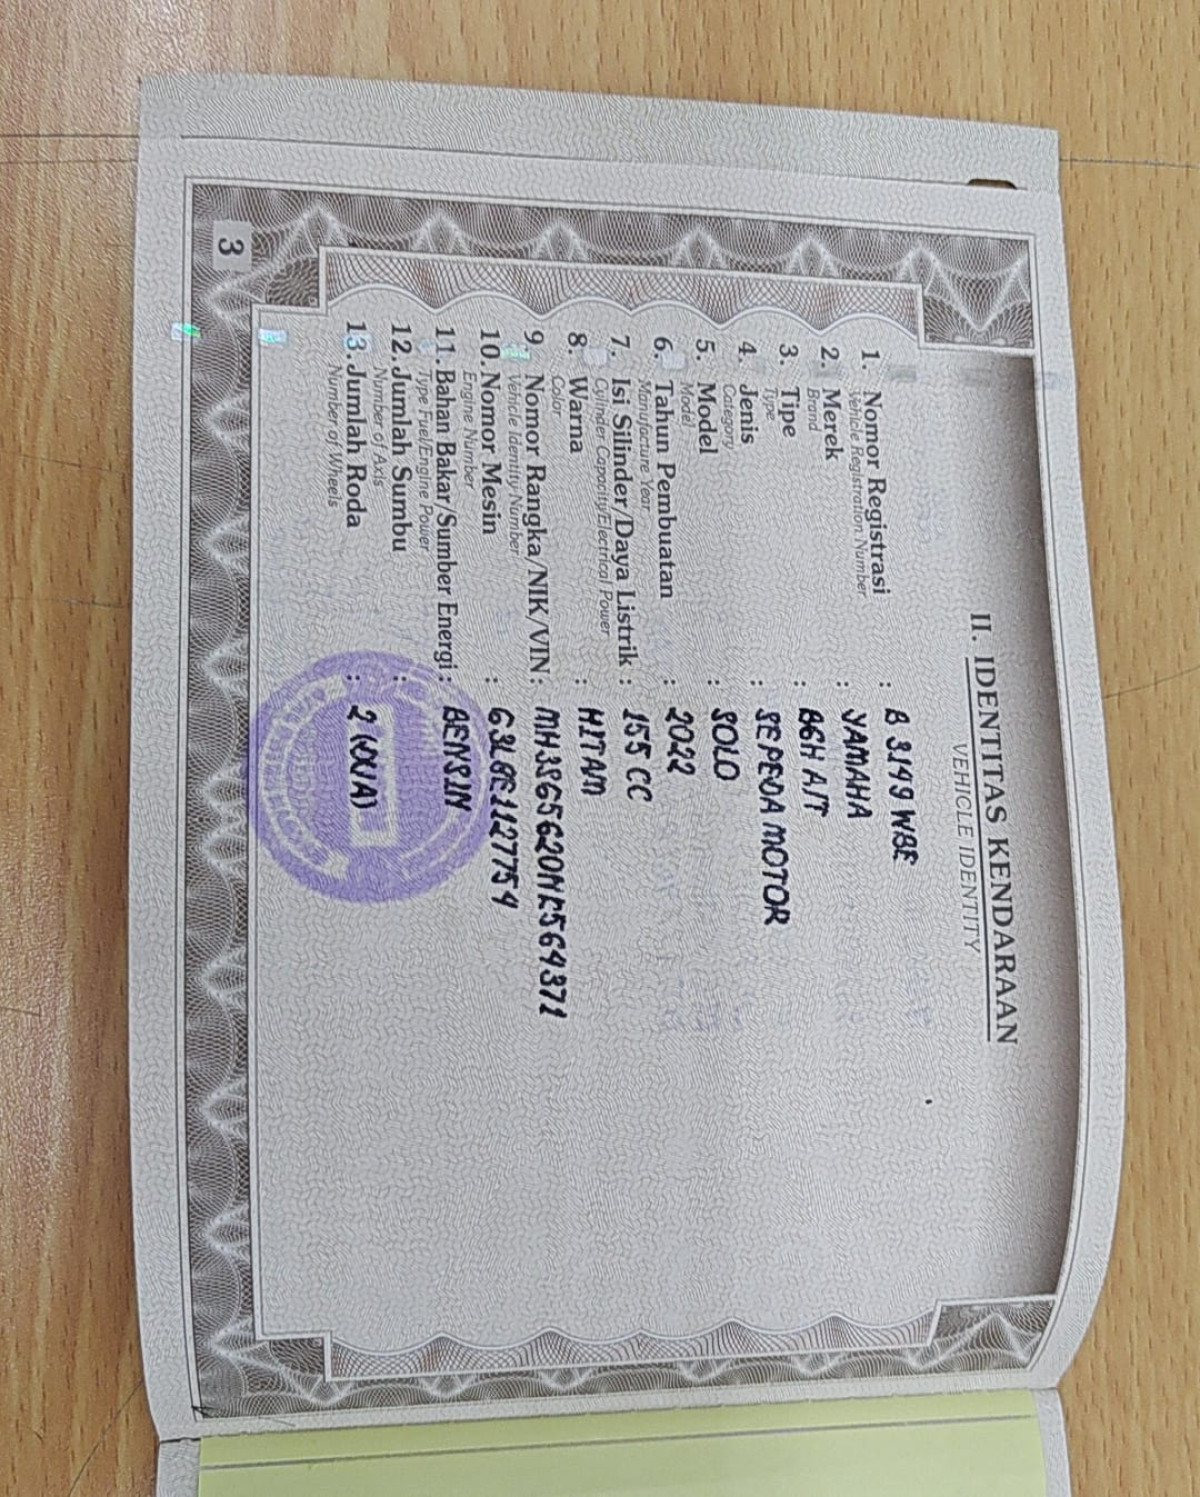 II. IDENTITAS KENDARAAN
VEHICLE IDENTITY
1. Nomor Registrasi : B 3149 WBF
Vehicle Registration Number
2. Merek : YAMAHA
Brand
3. Tipe : B6H A/T
Type
4. Jenis : SEPEDA MOTOR
Category
5. Model : SOLO
Model
6. Tahun Pembuatan : 2022
Manufacture Year
7. Isi Silinder/Daya Listrik : 155 CC
Cylinder Capacity/Electrical Power
8. Warna : HITAM
Color
9. Nomor Rangka/NIK/VIN :
Vehicle Identity Number
10. Nomor Mesin :
Engine Number
11. Bahan Bakar/Sumber Energi : BENSIN
Type Fuel/Engine Power
12. Jumlah Sumbu :
Number of Axis
13. Jumlah Roda : 2 (DUA)
Number of Wheels
3